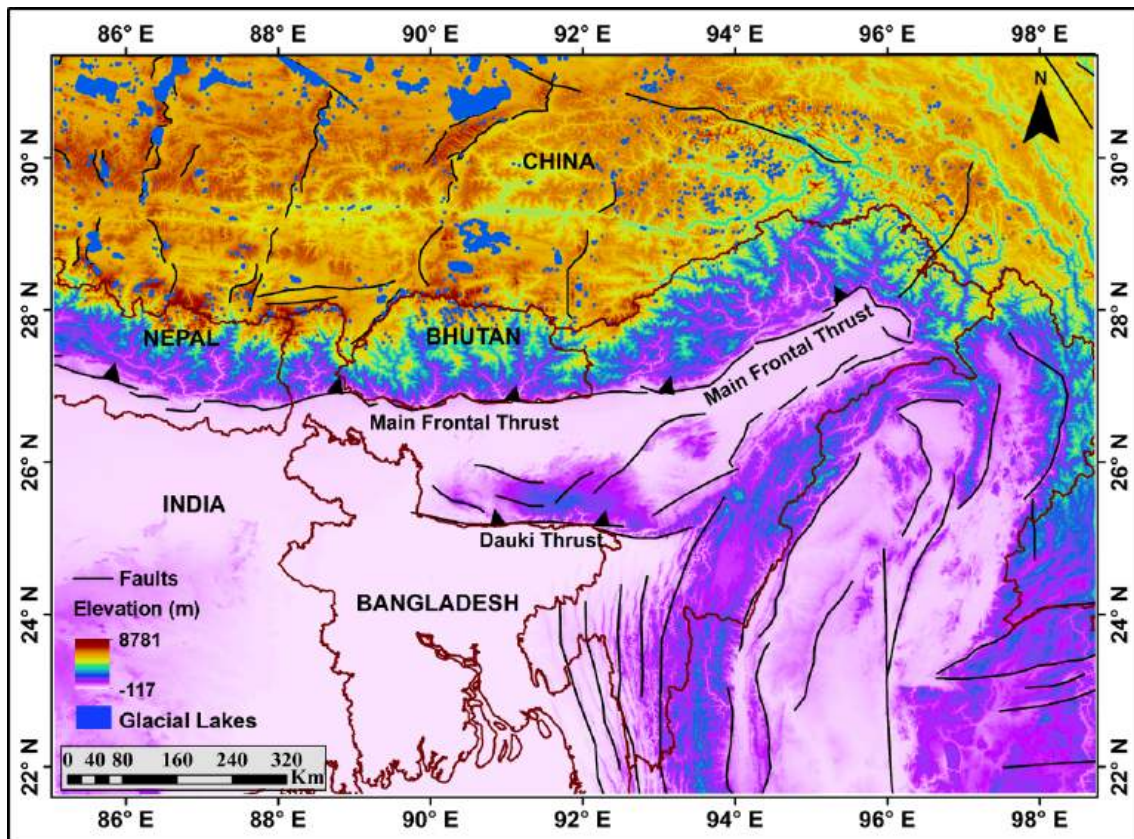 86° E 88° E 90° E 92° E 94° E 96° E 98° E
N
30° N
30° N
CHINA
28° N
28° N
NEPAL
BHUTAN
Main Frontal Thrust
Main Frontal Thrust
26° N
26° N
INDIA
Dauki Thrust
Faults
BANGLADESH
Elevation (m)
24° N
24° N
8781
-117
Glacial Lakes
22° N
22° N
0 40 80 160 240 320
Km
86° E 88° E 90° E 92° E 94° E 96° E 98° E